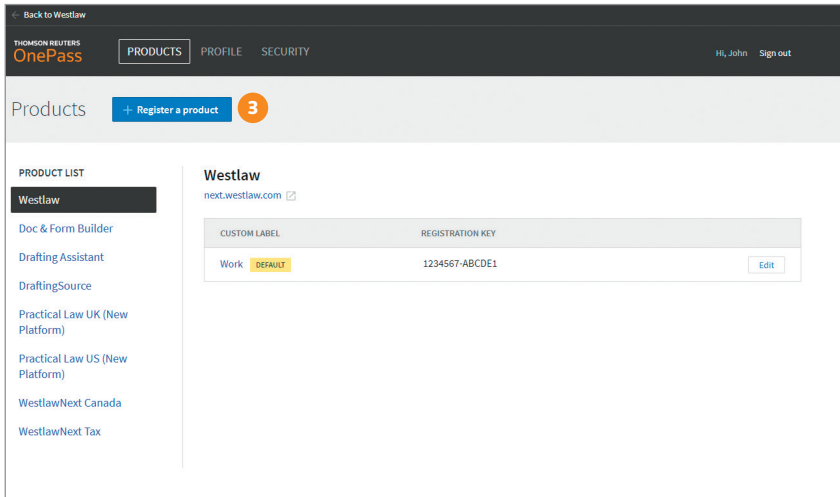 Back to Westlaw
THOMSON REUTERS
OnePass
PRODUCTS PROFILE SECURITY
Hi, John Sign out
Products
+ Register a product
3
PRODUCT LIST
Westlaw
Doc & Form Builder
Drafting Assistant
DraftingSource
Practical Law UK (New
Platform)
Practical Law US (New
Platform)
WestlawNext Canada
WestlawNext Tax
Westlaw
next.westlaw.com
CUSTOM LABEL REGISTRATION KEY
Work DEFAULT 1234567-ABCDE1 Edit